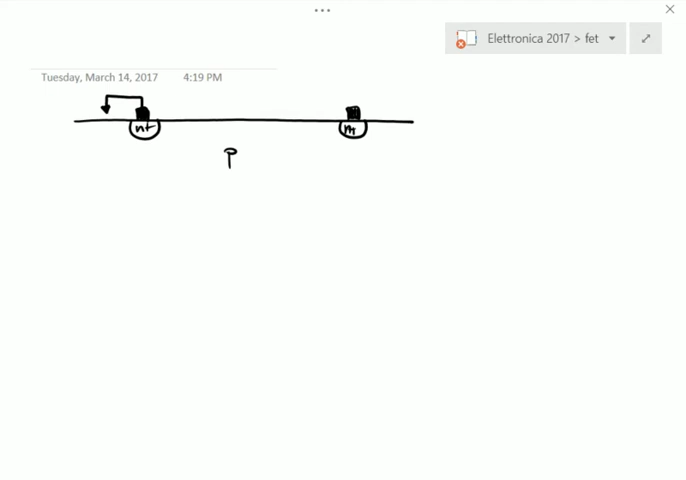 Elettronica 2017 > fet
Tuesday, March 14, 2017 4:19 PM
n+
P